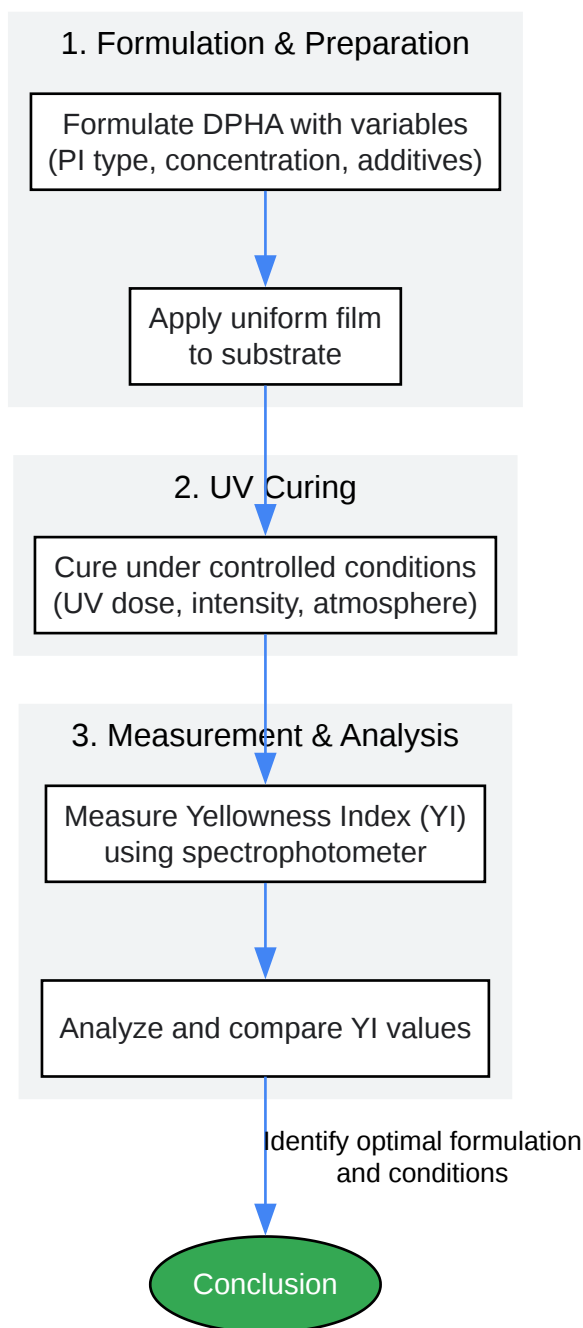 1. Formulation & Preparation
Formulate DPHA with variables
(PI type, concentration, additives)
Apply uniform film
to substrate
2. UV Curing
Cure under controlled conditions
(UV dose, intensity, atmosphere)
3. Measurement & Analysis
Measure Yellowness Index (YI)
using spectrophotometer
Analyze and compare YI values
Identify optimal formulation
and conditions
Conclusion